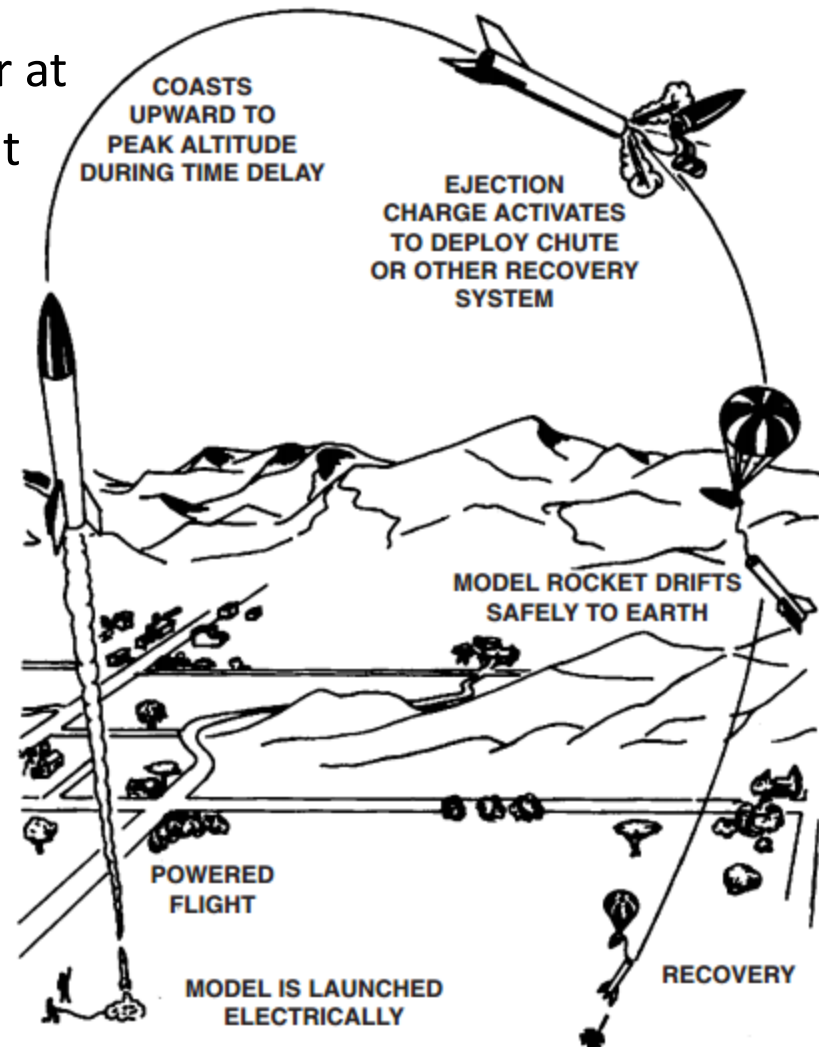 r at
t
COASTS
UPWARD TO
PEAK ALTITUDE
DURING TIME DELAY
EJECTION
CHARGE ACTIVATES
TO DEPLOY CHUTE
OR OTHER RECOVERY
SYSTEM
MODEL ROCKET DRIFTS
SAFELY TO EARTH
POWERED
FLIGHT
MODEL IS LAUNCHED
ELECTRICALLY
RECOVERY